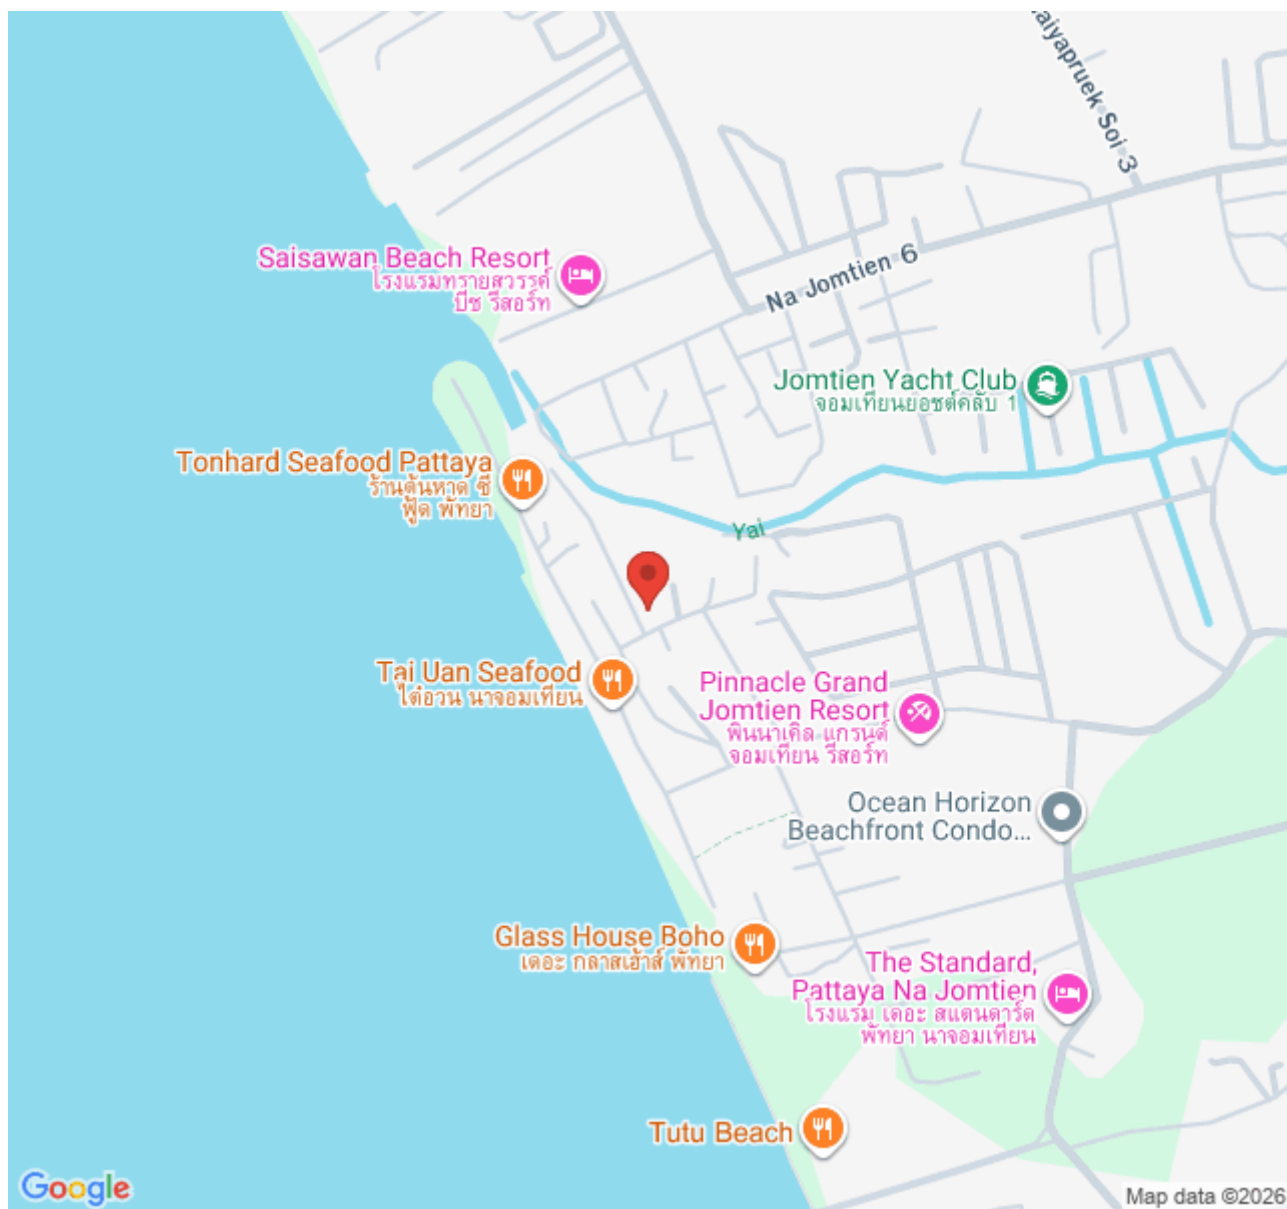 aiyapruek Soi 3
Saisawan Beach Resort
โรงแรมทรายสวรรค์
บีช รีสอร์ท
Na Jomtien 6
Jomtien Yacht Club
จอมเทียนยอชต์คลับ 1
Tonhard Seafood Pattaya
ร้านต้นหาด ซี
ฟู้ด พัทยา
Yai
Tai Uan Seafood
ไต๋อวน นาจอมเทียน
Pinnacle Grand
Jomtien Resort
พินนาเคิล แกรนด์
จอมเทียน รีสอร์ท
Ocean Horizon
Beachfront Condo...
Glass House Boho
เดอะ กลาสเฮ้าส์ พัทยา
The Standard,
Pattaya Na Jomtien
โรงแรม เดอะ สแตนดาร์ด
พัทยา นาจอมเทียน
Tutu Beach
Google
Map data ©2026